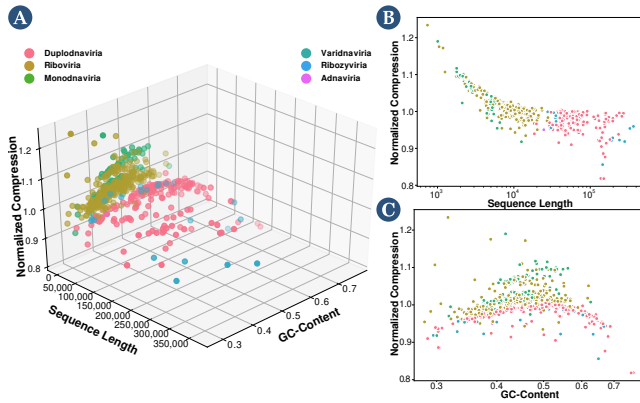 A
Duplodnaviria
Riboviria
Monodnaviria
Varidnaviria
Ribozyviria
Adnaviria
Normalized Compression
1.2
1.1
1.0
0.9
0.8
0
50,000
100,000
150,000
200,000
250,000
300,000
350,000
Sequence Length
0.3
0.4
0.5
0.6
0.7
GC-Content
B
Normalized Compression
1.2
1.1
1.0
0.9
0.8
10³
10⁴
10⁵
Sequence Length
C
Normalized Compression
1.2
1.1
1.0
0.9
0.8
0.3
0.4
0.5
0.6
0.7
GC-Content